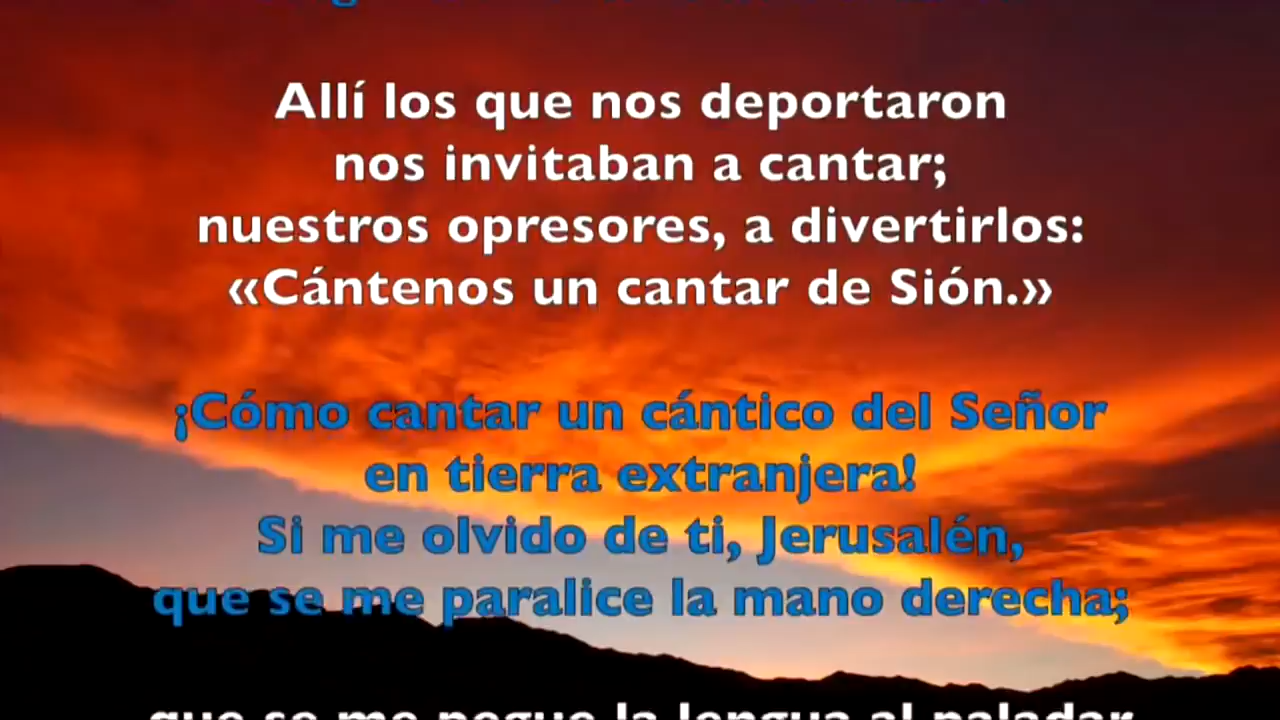 Allí los que nos deportaron
nos invitaban a cantar;
nuestros opresores, a divertirlos:
«Cántenos un cantar de Sión.»
¡Cómo cantar un cántico del Señor
en tierra extranjera!
Si me olvido de ti, Jerusalén,
que se me paralice la mano derecha;
que se me pegue la lengua al paladar